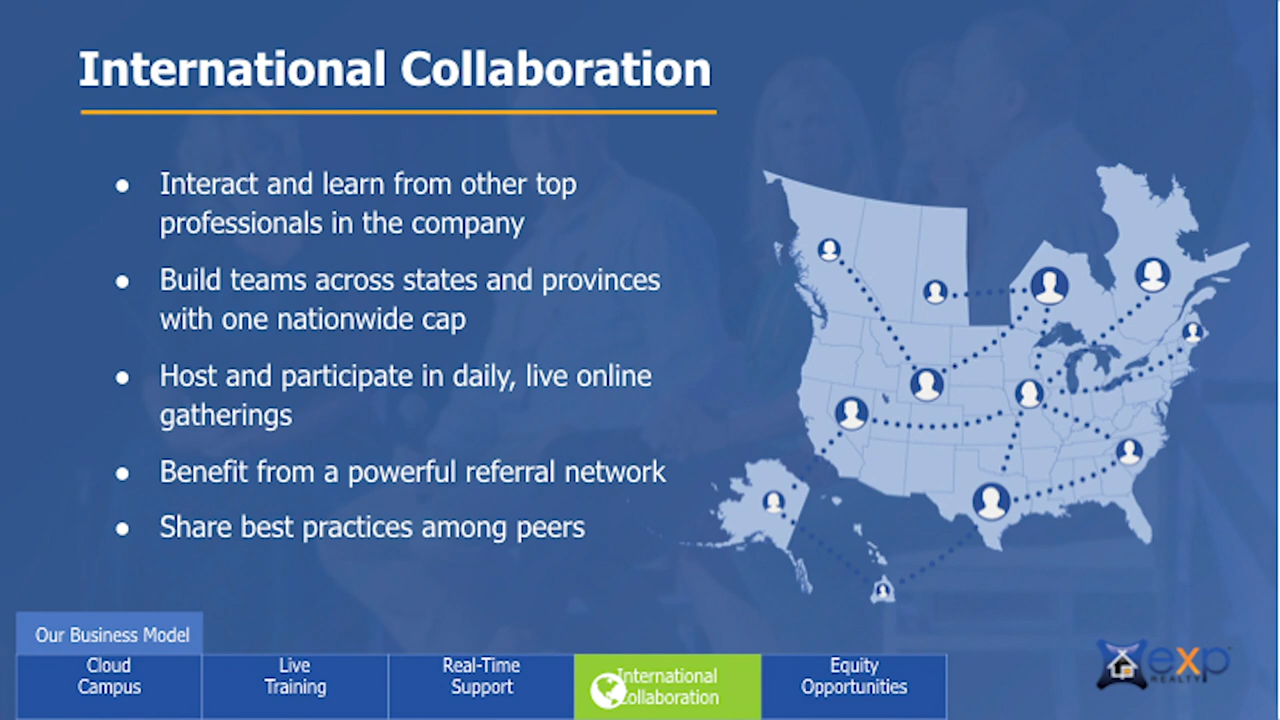 International Collaboration
● Interact and learn from other top
professionals in the company
● Build teams across states and provinces
with one nationwide cap
● Host and participate in daily, live online
gatherings
● Benefit from a powerful referral network
● Share best practices among peers
Our Business Model
Cloud
Campus
Live
Training
Real-Time
Support
International
Collaboration
Equity
Opportunities
exp
REALTY